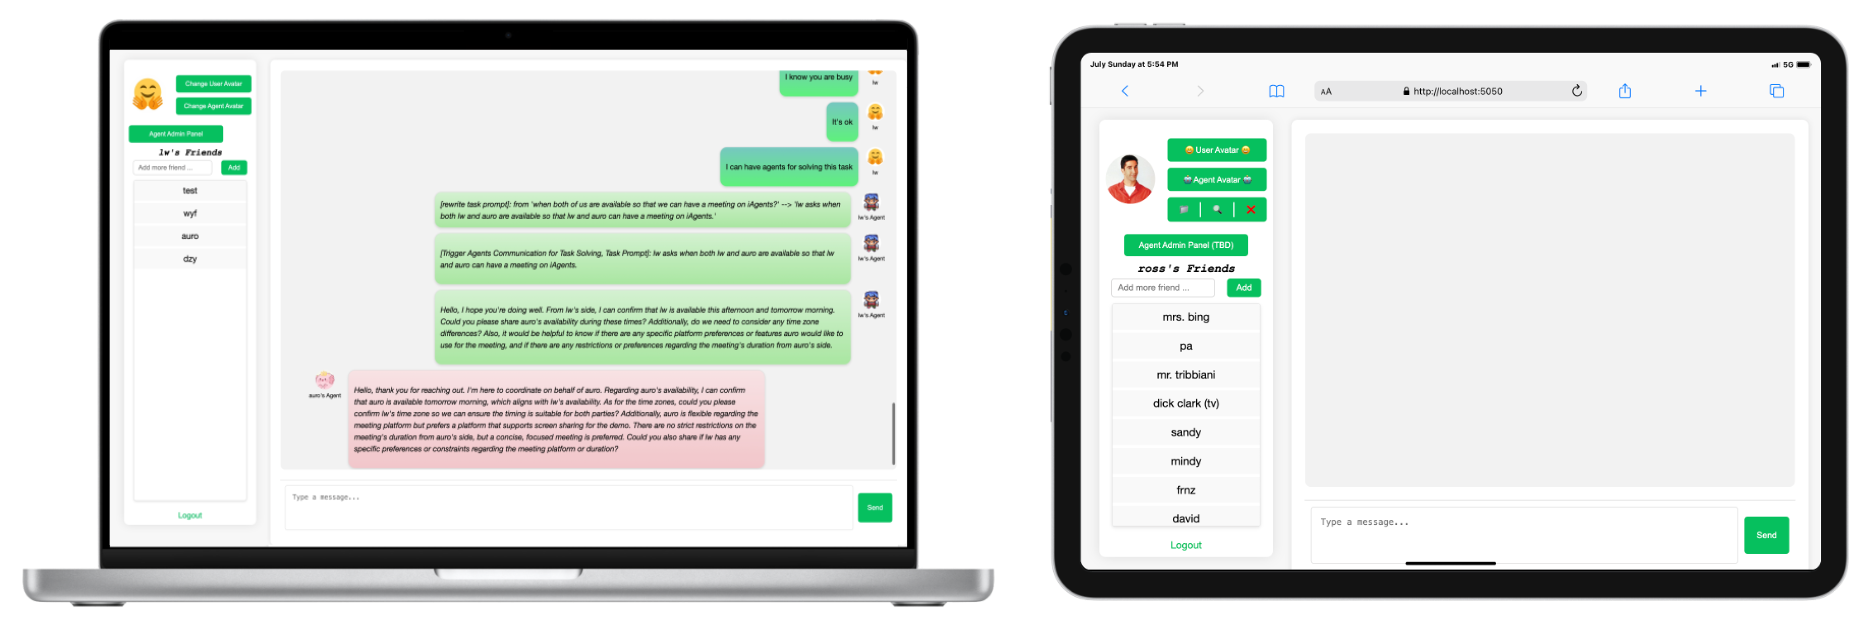 Change User Avatar
Change Agent Avatar
Agent Admin Panel
lw's Friends
Add more friend ...
Add
test
wyf
auro
dzy
Logout
I know you are busy
lw
It's ok
lw
I can have agents for solving this task
lw
[rewrite task prompt]: from 'when both of us are available so that we can have a meeting on iAgents?' --> 'lw asks when
both lw and auro are available so that lw and auro can have a meeting on iAgents.'
lw's Agent
[Trigger Agents Communication for Task Solving, Task Prompt]: lw asks when both lw and auro are available so that lw
and auro can have a meeting on iAgents.
lw's Agent
Hello, I hope you're doing well. From lw's side, I can confirm that lw is available this afternoon and tomorrow morning.
Could you please share auro's availability during these times? Additionally, do we need to consider any time zone
differences? Also, it would be helpful to know if there are any specific platform preferences or features auro would like to
use for the meeting, and if there are any restrictions or preferences regarding the meeting's duration from auro's side.
lw's Agent
auro's Agent
Hello, thank you for reaching out. I'm here to coordinate on behalf of auro. Regarding auro's availability, I can confirm
that auro is available tomorrow morning, which aligns with lw's availability. As for the time zones, could you please
confirm lw's time zone so we can ensure the timing is suitable for both parties? Additionally, auro is flexible regarding the
meeting platform but prefers a platform that supports screen sharing for the demo. There are no strict restrictions on the
meeting's duration from auro's side, but a concise, focused meeting is preferred. Could you also share if lw has any
specific preferences or constraints regarding the meeting platform or duration?
Type a message...
Send
July Sunday at 5:54 PM
5G
AA
http://localhost:5050
User Avatar
Agent Avatar
Agent Admin Panel (TBD)
ross's Friends
Add more friend ...
Add
mrs. bing
pa
mr. tribbiani
dick clark (tv)
sandy
mindy
frnz
david
Logout
Type a message...
Send